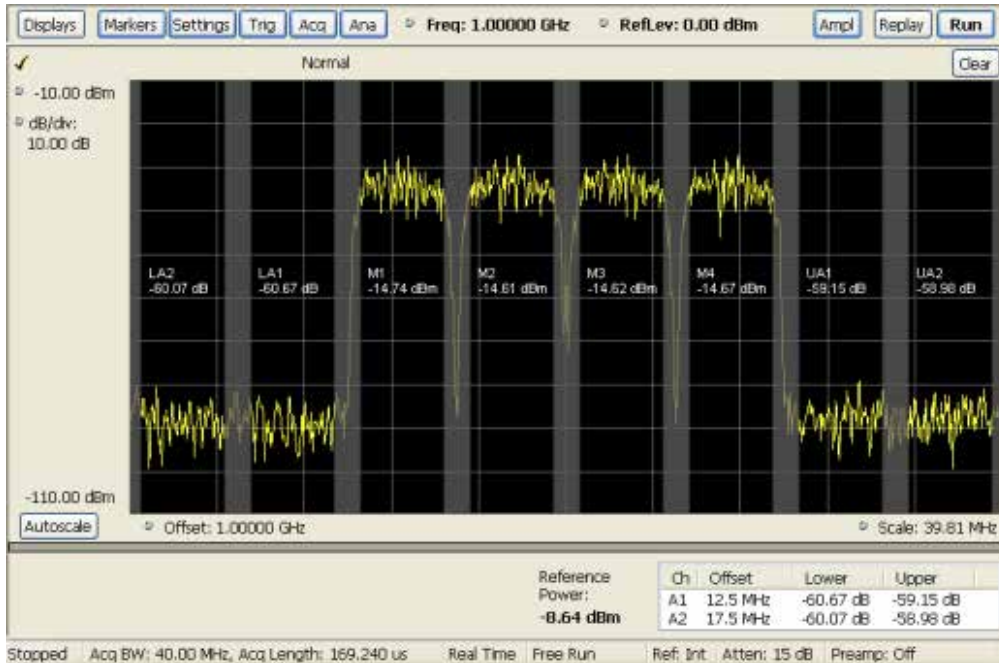 Displays Markers Settings Trig Acq Ana Freq: 1.00000 GHz RefLev: 0.00 dBm Ampl Replay Run
Normal Clear
-10.00 dBm
dB/div:
10.00 dB
LA2 LA1 M1 M2 M3 M4 UA1 UA2
-60.07 dB -60.67 dB -14.74 dBm -14.61 dBm -14.62 dBm -14.67 dBm -59.15 dB -58.98 dB
-110.00 dBm
Autoscale Offset: 1.00000 GHz Scale: 39.81 MHz
Reference Power: -8.64 dBm
Ch Offset Lower Upper
A1 12.5 MHz -60.67 dB -59.15 dB
A2 17.5 MHz -60.07 dB -58.98 dB
Stopped Acq BW: 40.00 MHz, Acq Length: 169.240 us Real Time Free Run Ref: Int Atten: 15 dB Preamp: Off